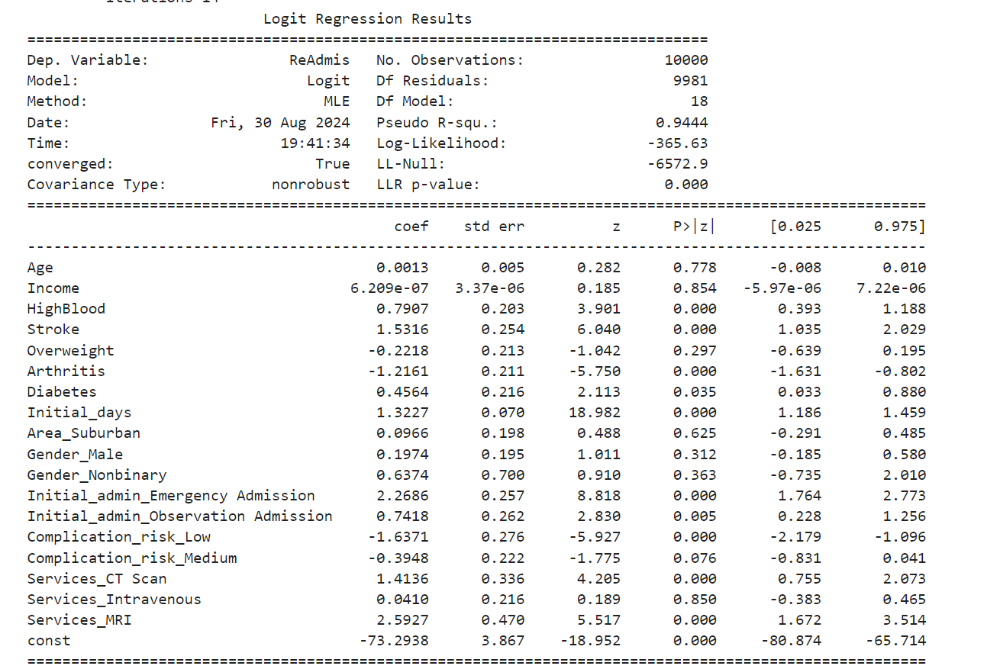 Iterations 14
Logit Regression Results
==============================================================================
Dep. Variable: ReAdmis No. Observations: 10000
Model: Logit Df Residuals: 9981
Method: MLE Df Model: 18
Date: Fri, 30 Aug 2024 Pseudo R-squ.: 0.9444
Time: 19:41:34 Log-Likelihood: -365.63
converged: True LL-Null: -6572.9
Covariance Type: nonrobust LLR p-value: 0.000
=======================================================================================================
coef std err z P>|z| [0.025 0.975]
-------------------------------------------------------------------------------------------------------
Age 0.0013 0.005 0.282 0.778 -0.008 0.010
Income 6.209e-07 3.37e-06 0.185 0.854 -5.97e-06 7.22e-06
HighBlood 0.7907 0.203 3.901 0.000 0.393 1.188
Stroke 1.5316 0.254 6.040 0.000 1.035 2.029
Overweight -0.2218 0.213 -1.042 0.297 -0.639 0.195
Arthritis -1.2161 0.211 -5.750 0.000 -1.631 -0.802
Diabetes 0.4564 0.216 2.113 0.035 0.033 0.880
Initial_days 1.3227 0.070 18.982 0.000 1.186 1.459
Area_Suburban 0.0966 0.198 0.488 0.625 -0.291 0.485
Gender_Male 0.1974 0.195 1.011 0.312 -0.185 0.580
Gender_Nonbinary 0.6374 0.700 0.910 0.363 -0.735 2.010
Initial_admin_Emergency Admission 2.2686 0.257 8.818 0.000 1.764 2.773
Initial_admin_Observation Admission 0.7418 0.262 2.830 0.005 0.228 1.256
Complication_risk_Low -1.6371 0.276 -5.927 0.000 -2.179 -1.096
Complication_risk_Medium -0.3948 0.222 -1.775 0.076 -0.831 0.041
Services_CT Scan 1.4136 0.336 4.205 0.000 0.755 2.073
Services_Intravenous 0.0410 0.216 0.189 0.850 -0.383 0.465
Services_MRI 2.5927 0.470 5.517 0.000 1.672 3.514
const -73.2938 3.867 -18.952 0.000 -80.874 -65.714
=======================================================================================================